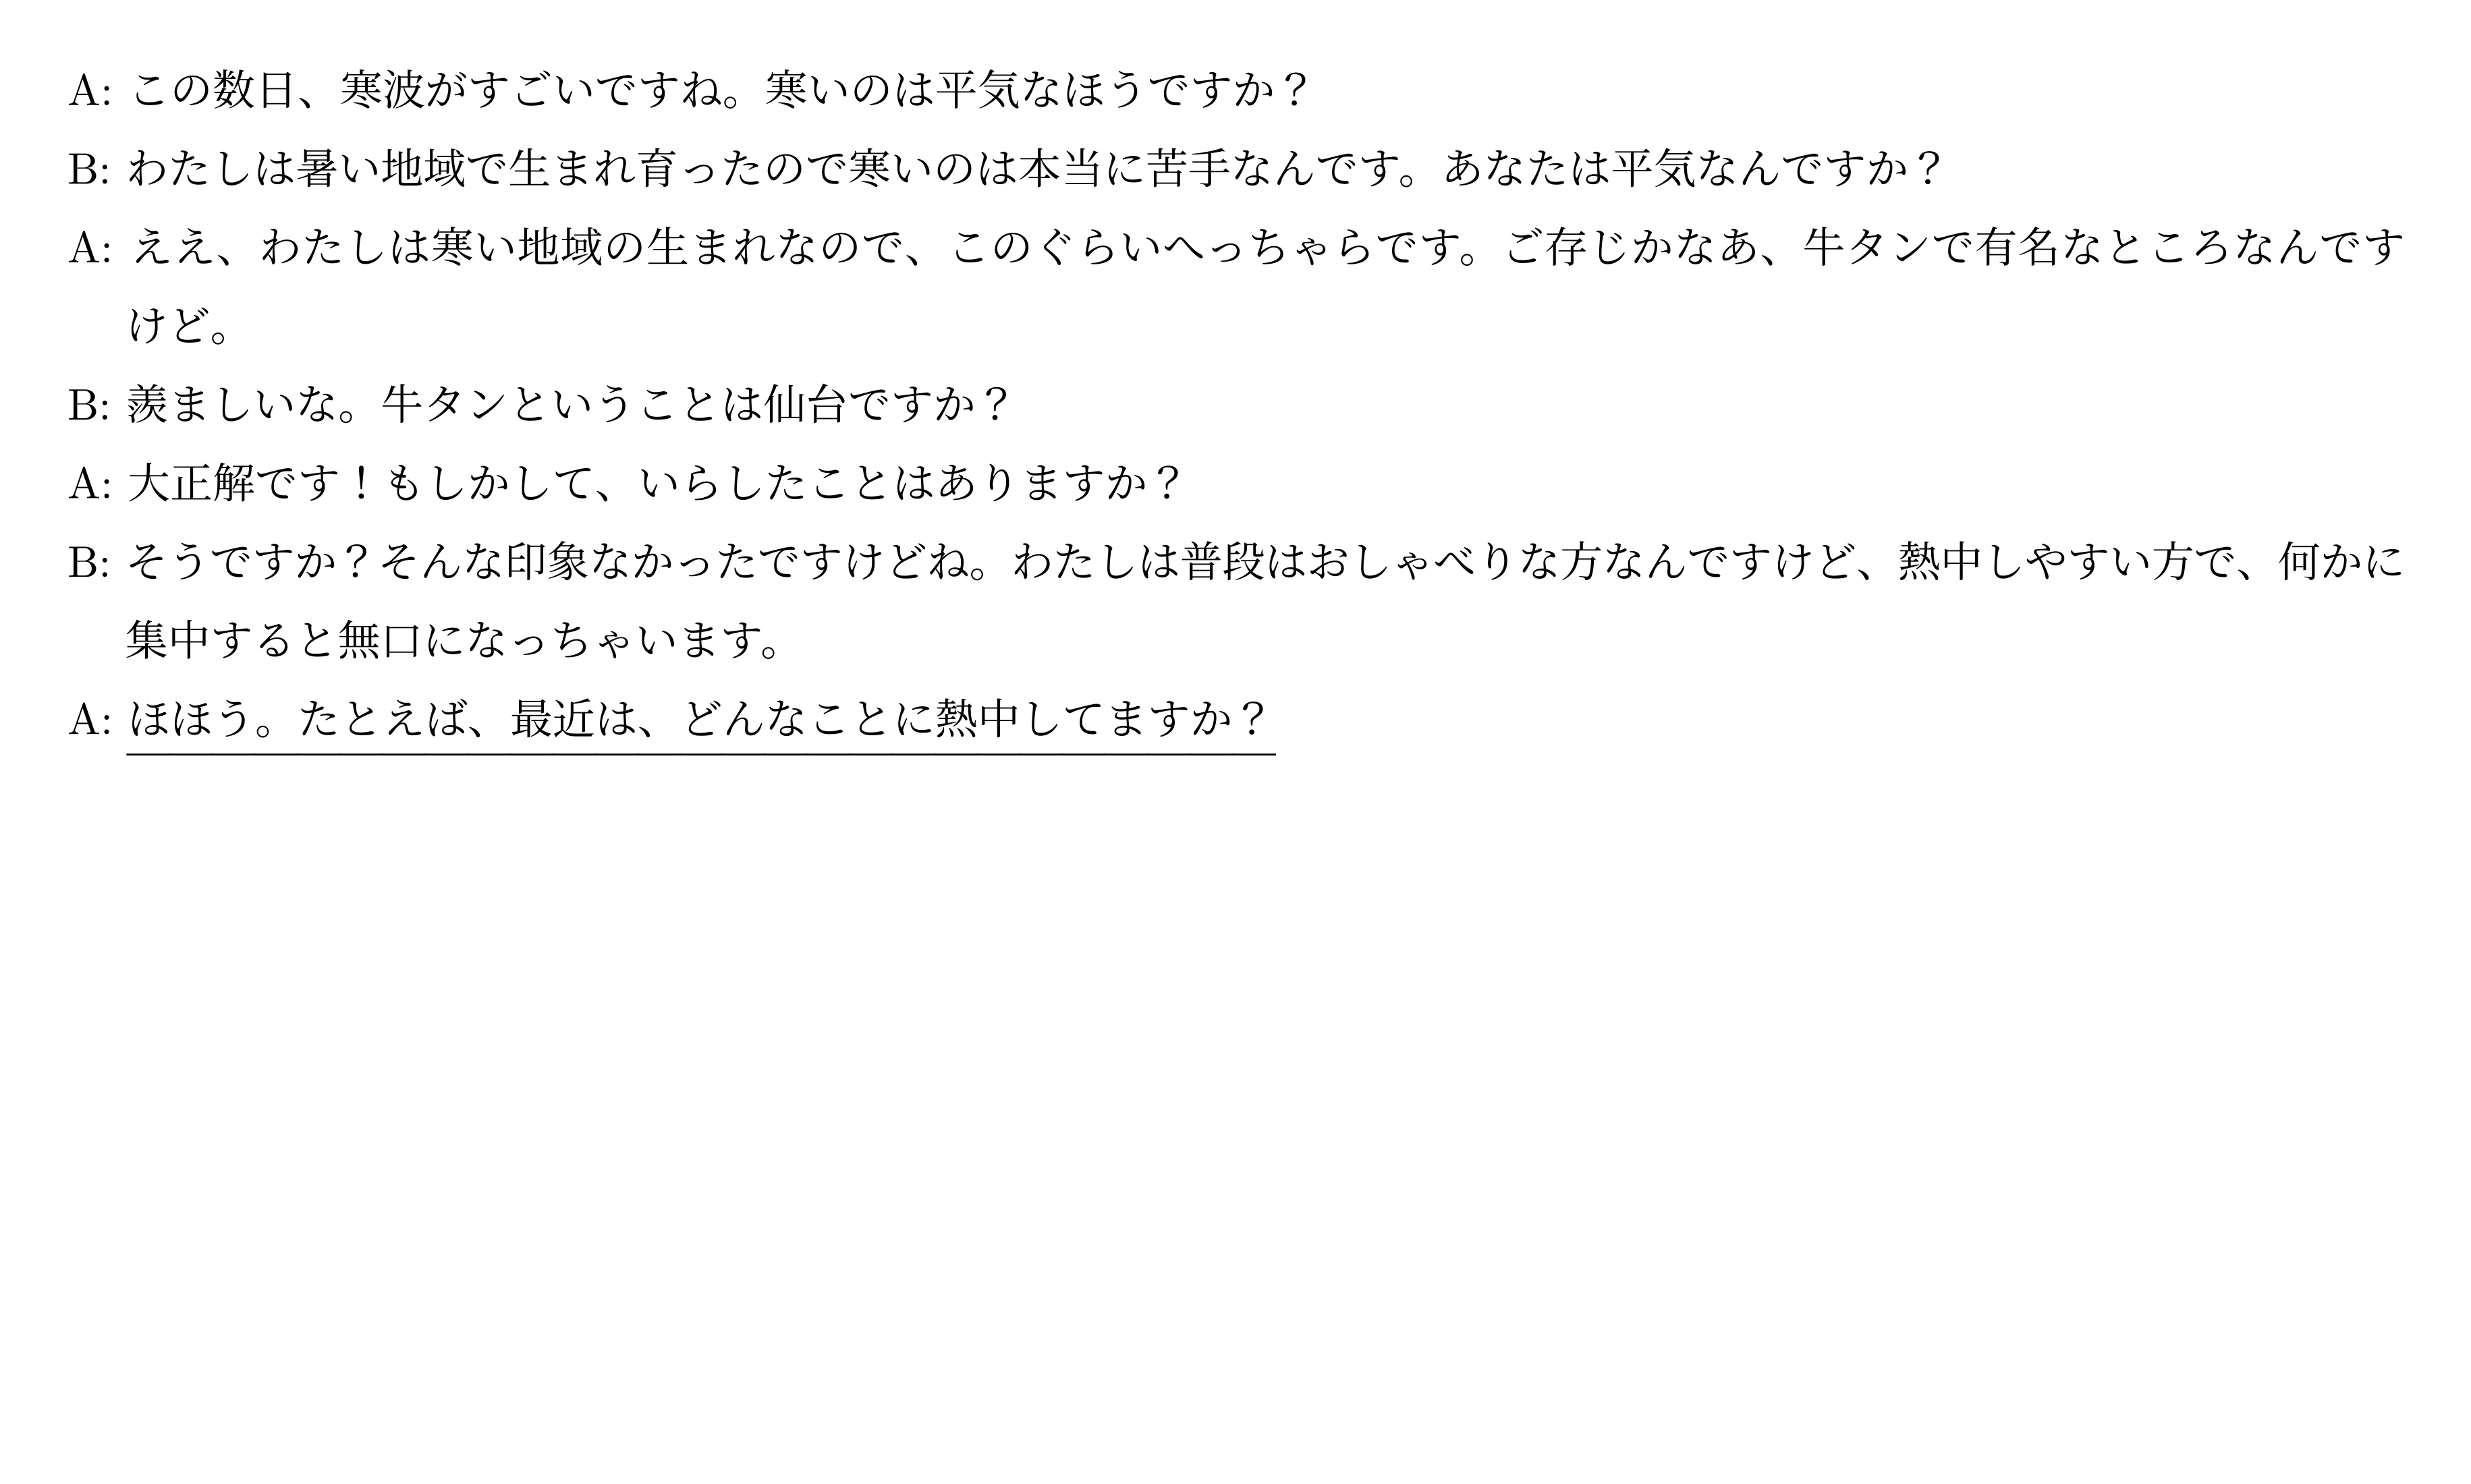 A: この数日、寒波がすごいですね。寒いのは平気なほうですか？
B: わたしは暑い地域で生まれ育ったので寒いのは本当に苦手なんです。あなたは平気なんですか？
A: ええ、わたしは寒い地域の生まれなので、このぐらいへっちゃらです。ご存じかなあ、牛タンで有名なところなんです
けど。
B: 羨ましいな。牛タンということは仙台ですか？
A: 大正解です！もしかして、いらしたことはありますか？
B: そうですか？そんな印象なかったですけどね。わたしは普段はおしゃべりな方なんですけど、熱中しやすい方で、何かに
集中すると無口になっちゃいます。
A: ほほう。たとえば、最近は、どんなことに熱中してますか？